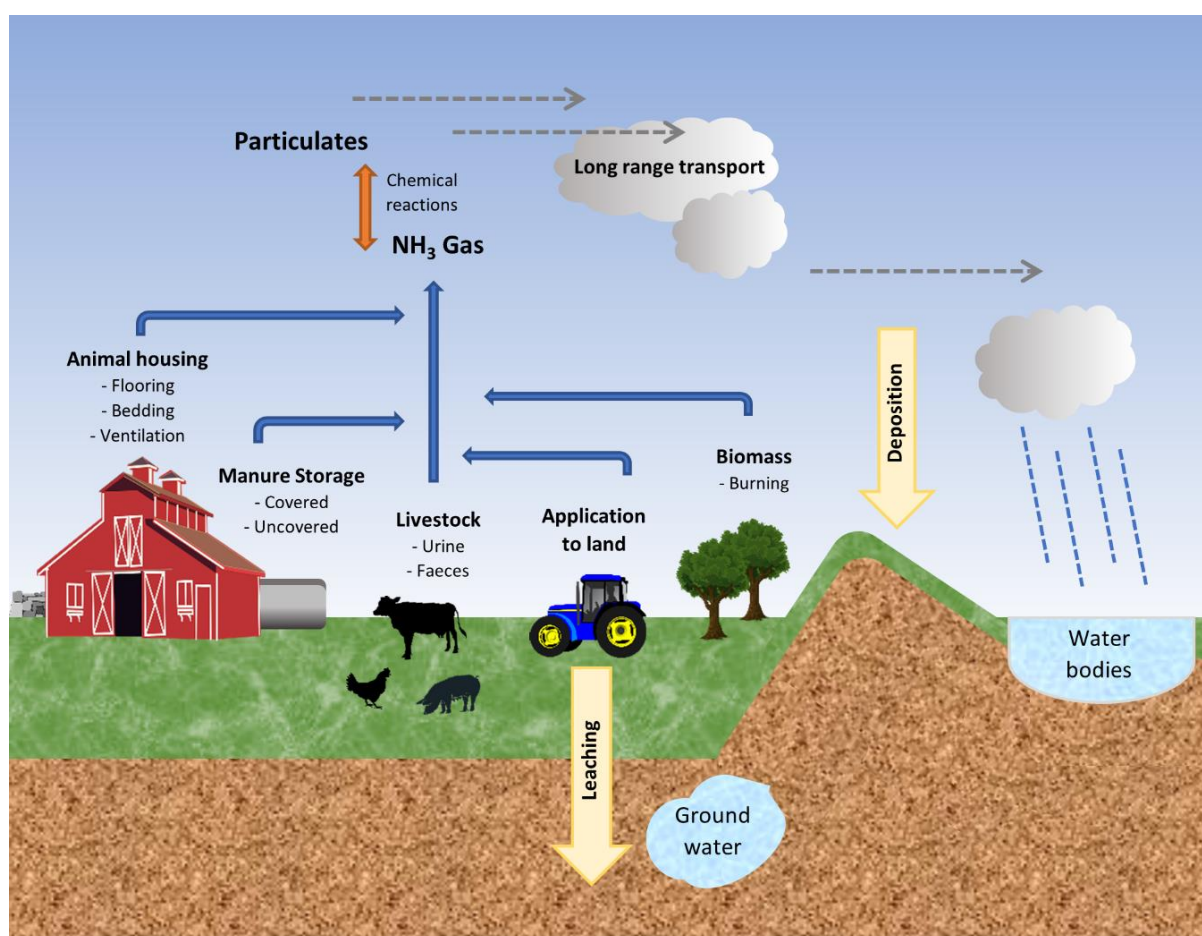 Particulates
Chemical
reactions
NH₃ Gas
Long range transport
Animal housing
- Flooring
- Bedding
- Ventilation
Manure Storage
- Covered
- Uncovered
Livestock
- Urine
- Faeces
Application
to land
Biomass
- Burning
Deposition
Water
bodies
Leaching
Ground
water